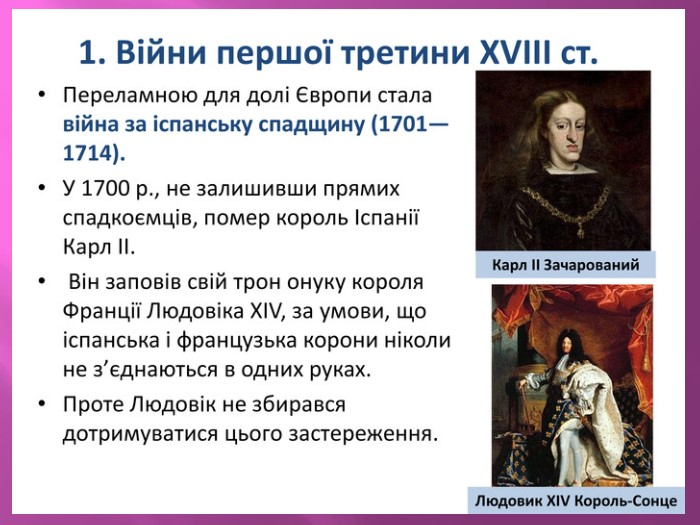 1. Війни першої третини XVIII ст.
• Переламною для долі Європи стала
війна за іспанську спадщину (1701—
1714).
• У 1700 р., не залишивши прямих
спадкоємців, помер король Іспанії
Карл II.
• Він заповів свій трон онуку короля
Франції Людовіка XIV, за умови, що
іспанська і французька корони ніколи
не з’єднаються в одних руках.
• Проте Людовік не збирався
дотримуватися цього застереження.
Карл II Зачарований
Людовик XIV Король-Сонце